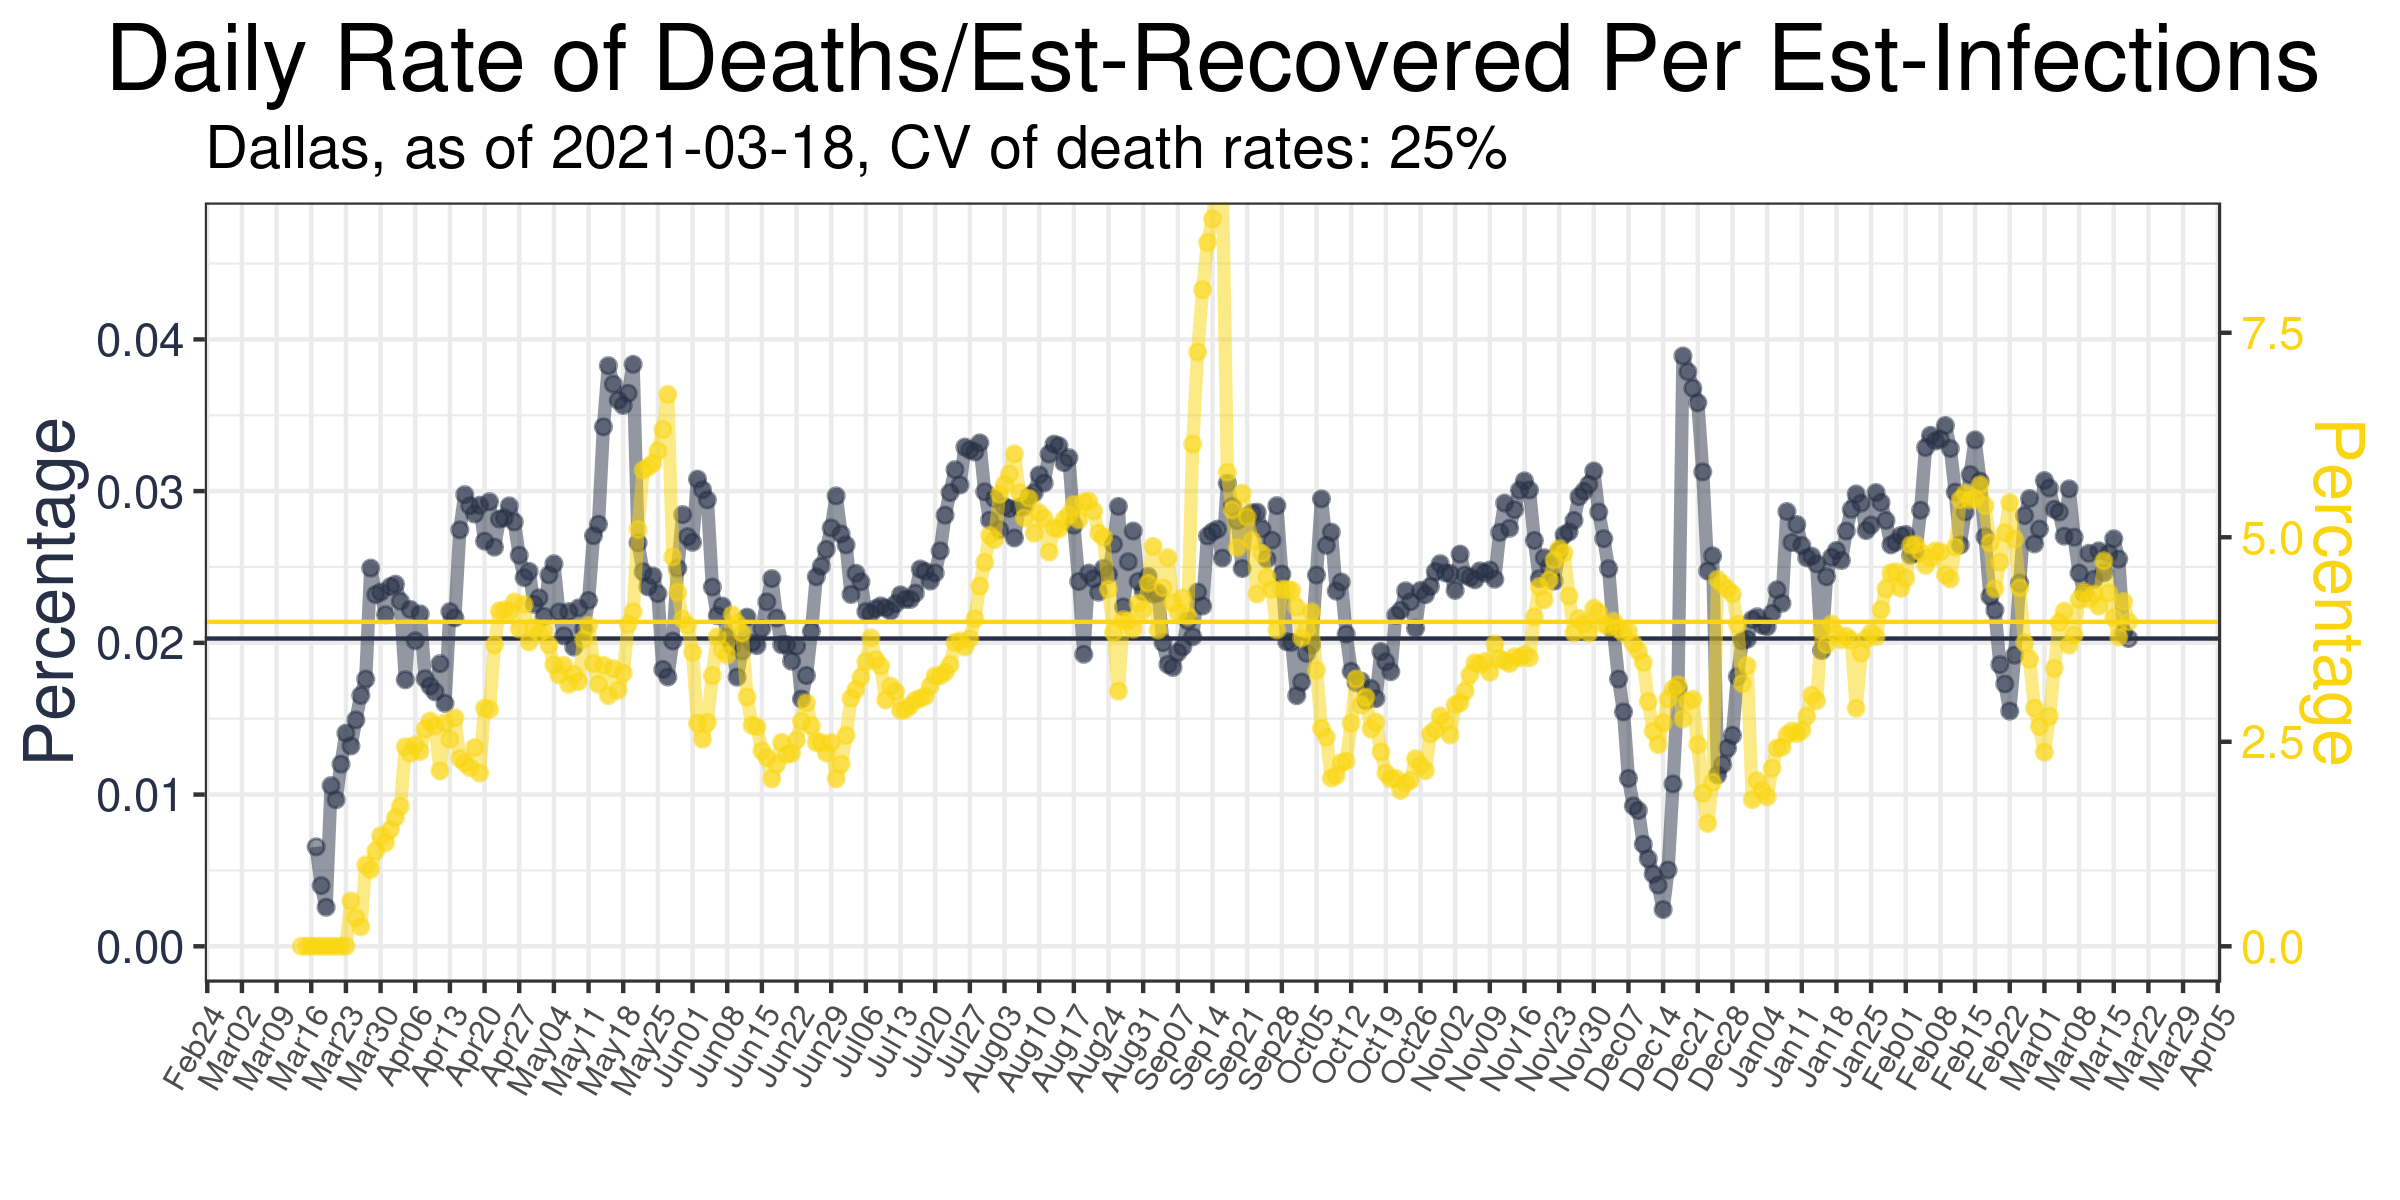 Daily Rate of Deaths/Est-Recovered Per Est-Infections
Dallas, as of 2021-03-18, CV of death rates: 25%
Percentage
0.04
0.03
0.02
0.01
0.00
7.5
5.0
2.5
0.0
Percentage
Feb24
Mar02
Mar09
Mar16
Mar23
Mar30
Apr06
Apr13
Apr20
Apr27
May04
May11
May18
May25
Jun01
Jun08
Jun15
Jun22
Jun29
Jul06
Jul13
Jul20
Jul27
Aug03
Aug10
Aug17
Aug24
Aug31
Sep07
Sep14
Sep21
Sep28
Oct05
Oct12
Oct19
Oct26
Nov02
Nov09
Nov16
Nov23
Nov30
Dec07
Dec14
Dec21
Dec28
Jan04
Jan11
Jan18
Jan25
Feb01
Feb08
Feb15
Feb22
Mar01
Mar08
Mar15
Mar22
Mar29
Apr05